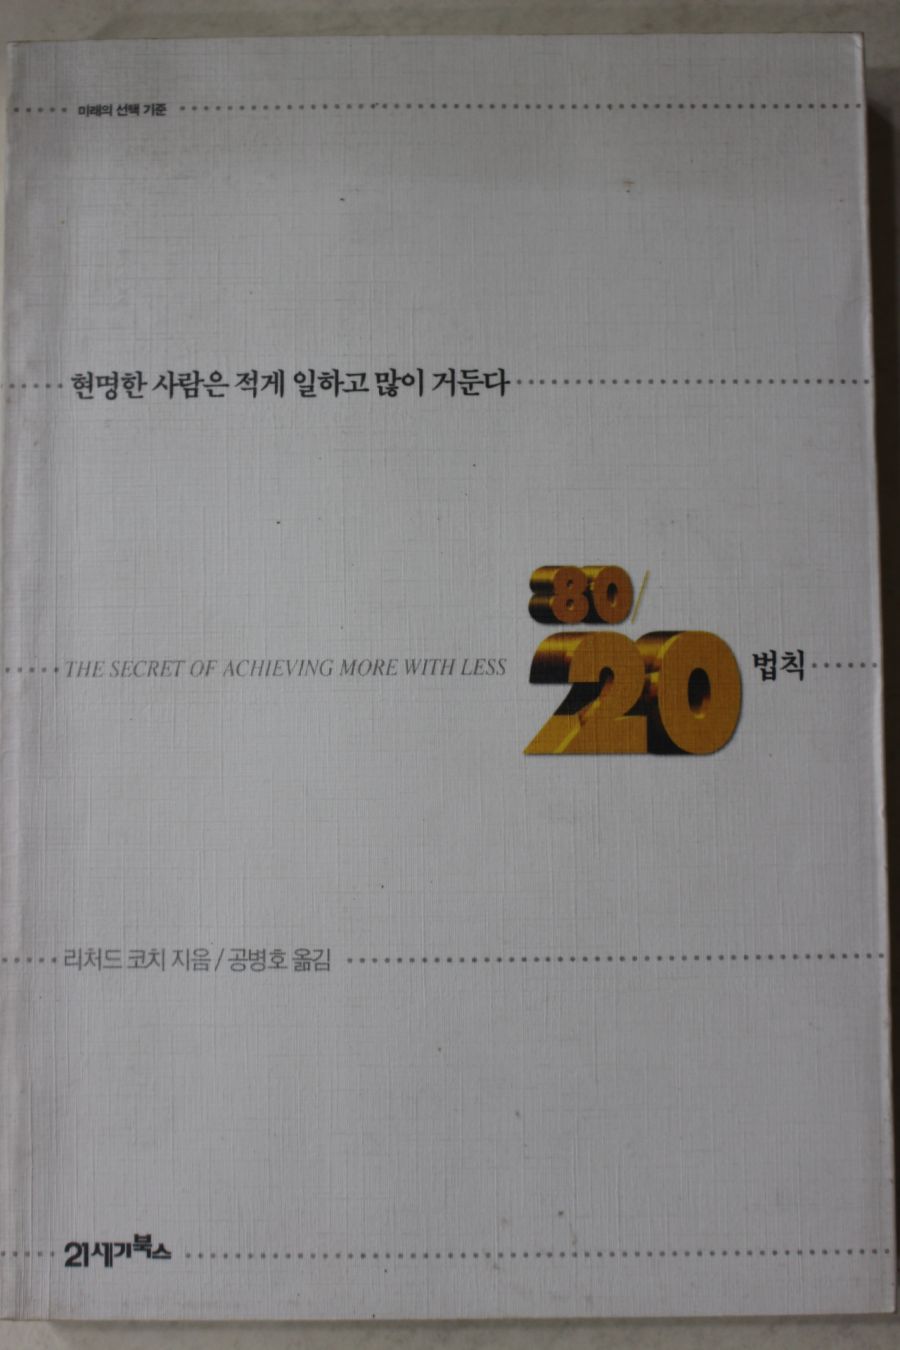 미래의 선택 기준
현명한 사람은 적게 일하고 많이 거둔다
80/
THE SECRET OF ACHIEVING MORE WITH LESS 20 법칙
리처드 코치 지음 / 공병호 옮김
21세기북스